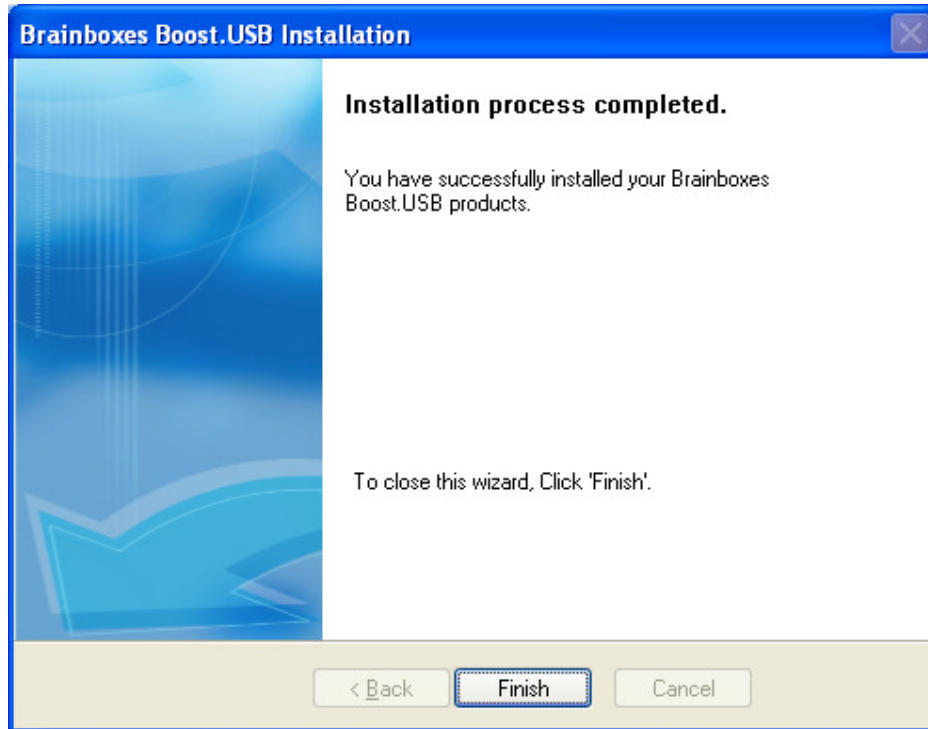 Brainboxes Boost.USB Installation
Installation process completed.
You have successfully installed your Brainboxes
Boost.USB products.
To close this wizard, Click 'Finish'.
< Back
Finish
Cancel